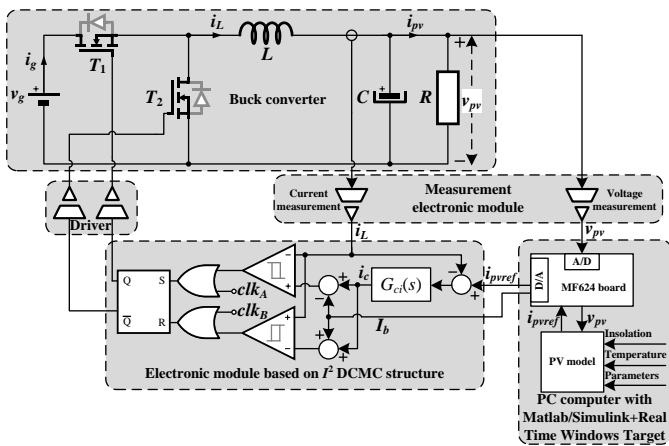 i_g
v_g
T_1
T_2
i_L
L
i_pv
Buck converter
C
R
v_pv
+
−
+
+
Driver
Current
measurement
Measurement
electronic module
Voltage
measurement
i_L
v_pv
Q
S
Q̅
R
clk_A
clk_B
−
+
+
−
i_c
G_ci(s)
I_b
+
−
+
+
−
+
i_pvref
Electronic module based on I² DCMC structure
A/D
D/A
MF624 board
i_pvref
v_pv
PV model
Insolation
Temperature
Parameters
PC computer with
Matlab/Simulink+Real
Time Windows Target